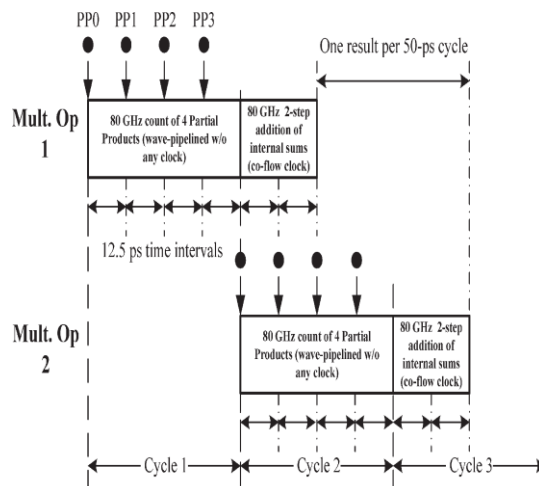 PP0 PP1 PP2 PP3
One result per 50-ps cycle
Mult. Op
1
80 GHz count of 4 Partial
Products (wave-pipelined w/o
any clock)
80 GHz 2-step
addition of
internal sums
(co-flow clock)
12.5 ps time intervals
Mult. Op
2
80 GHz count of 4 Partial
Products (wave-pipelined w/o
any clock)
80 GHz 2-step
addition of
internal sums
(co-flow clock)
Cycle 1 Cycle 2 Cycle 3